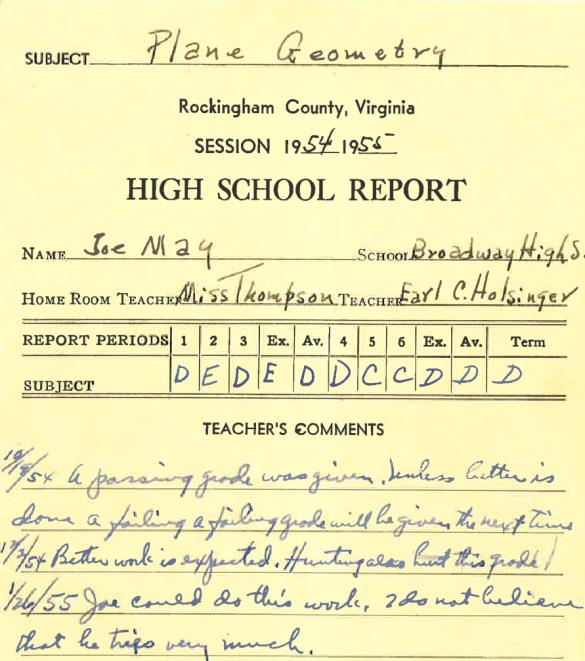 SUBJECT Plane Geometry
Rockingham County, Virginia
SESSION 1954 1955
HIGH SCHOOL REPORT
NAME Joe May SCHOOL Broadway High S.
HOME ROOM TEACHER Miss Thompson TEACHER Earl C. Holsinger
REPORT PERIODS 1 2 3 Ex. Av. 4 5 6 Ex. Av. Term
SUBJECT D E D E D D C C D D D
TEACHER'S COMMENTS
10/9/54 A passing grade was given. Unless better is
done a failing a failing grade will be given the next time
12/2/54 Better work is expected. Hunting also hurt this grade!
1/26/55 Joe could do this work. I do not believe
that he tries very much.